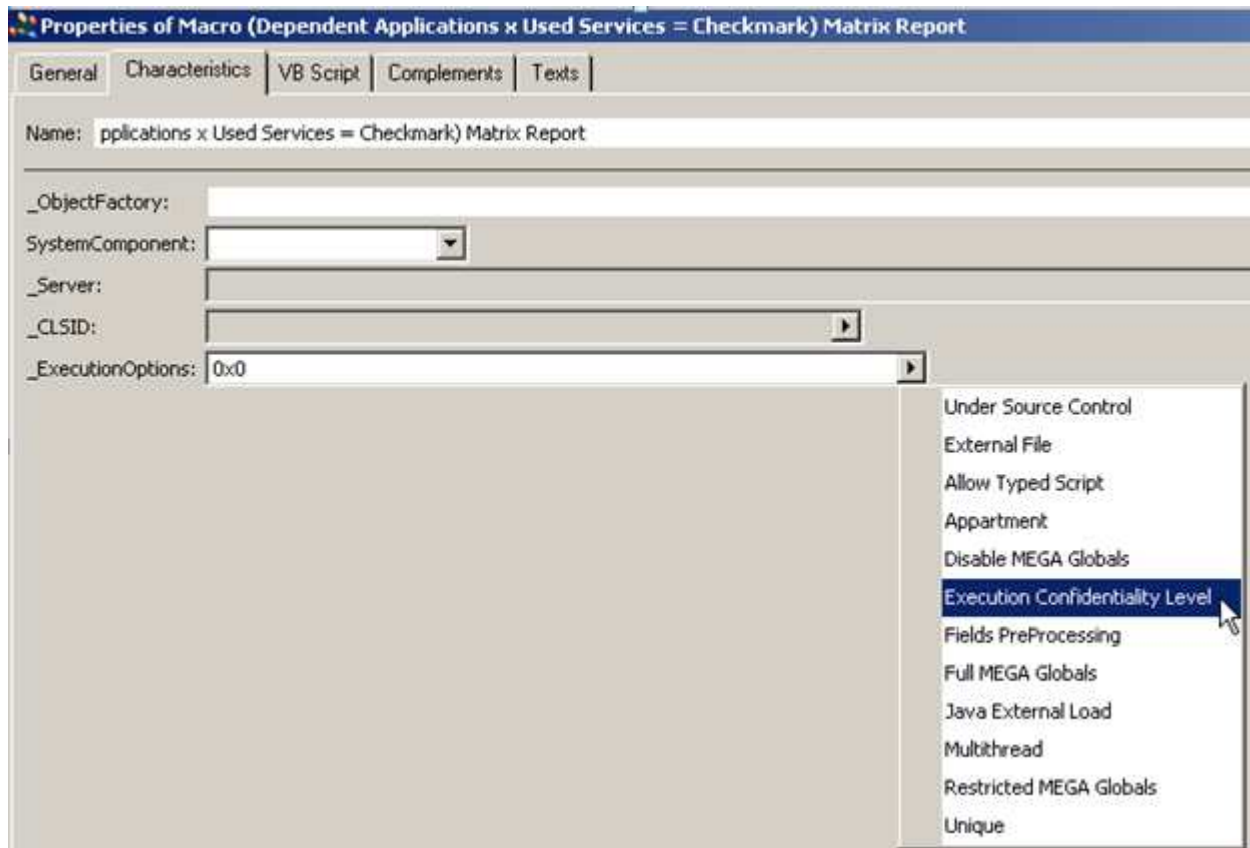 Properties of Macro (Dependent Applications x Used Services = Checkmark) Matrix Report
General Characteristics VB Script Complements Texts
Name: pplications x Used Services = Checkmark) Matrix Report
_ObjectFactory:
SystemComponent:
_Server:
_CLSID:
_ExecutionOptions: 0x0
Under Source Control
External File
Allow Typed Script
Appartment
Disable MEGA Globals
Execution Confidentiality Level
Fields PreProcessing
Full MEGA Globals
Java External Load
Multithread
Restricted MEGA Globals
Unique